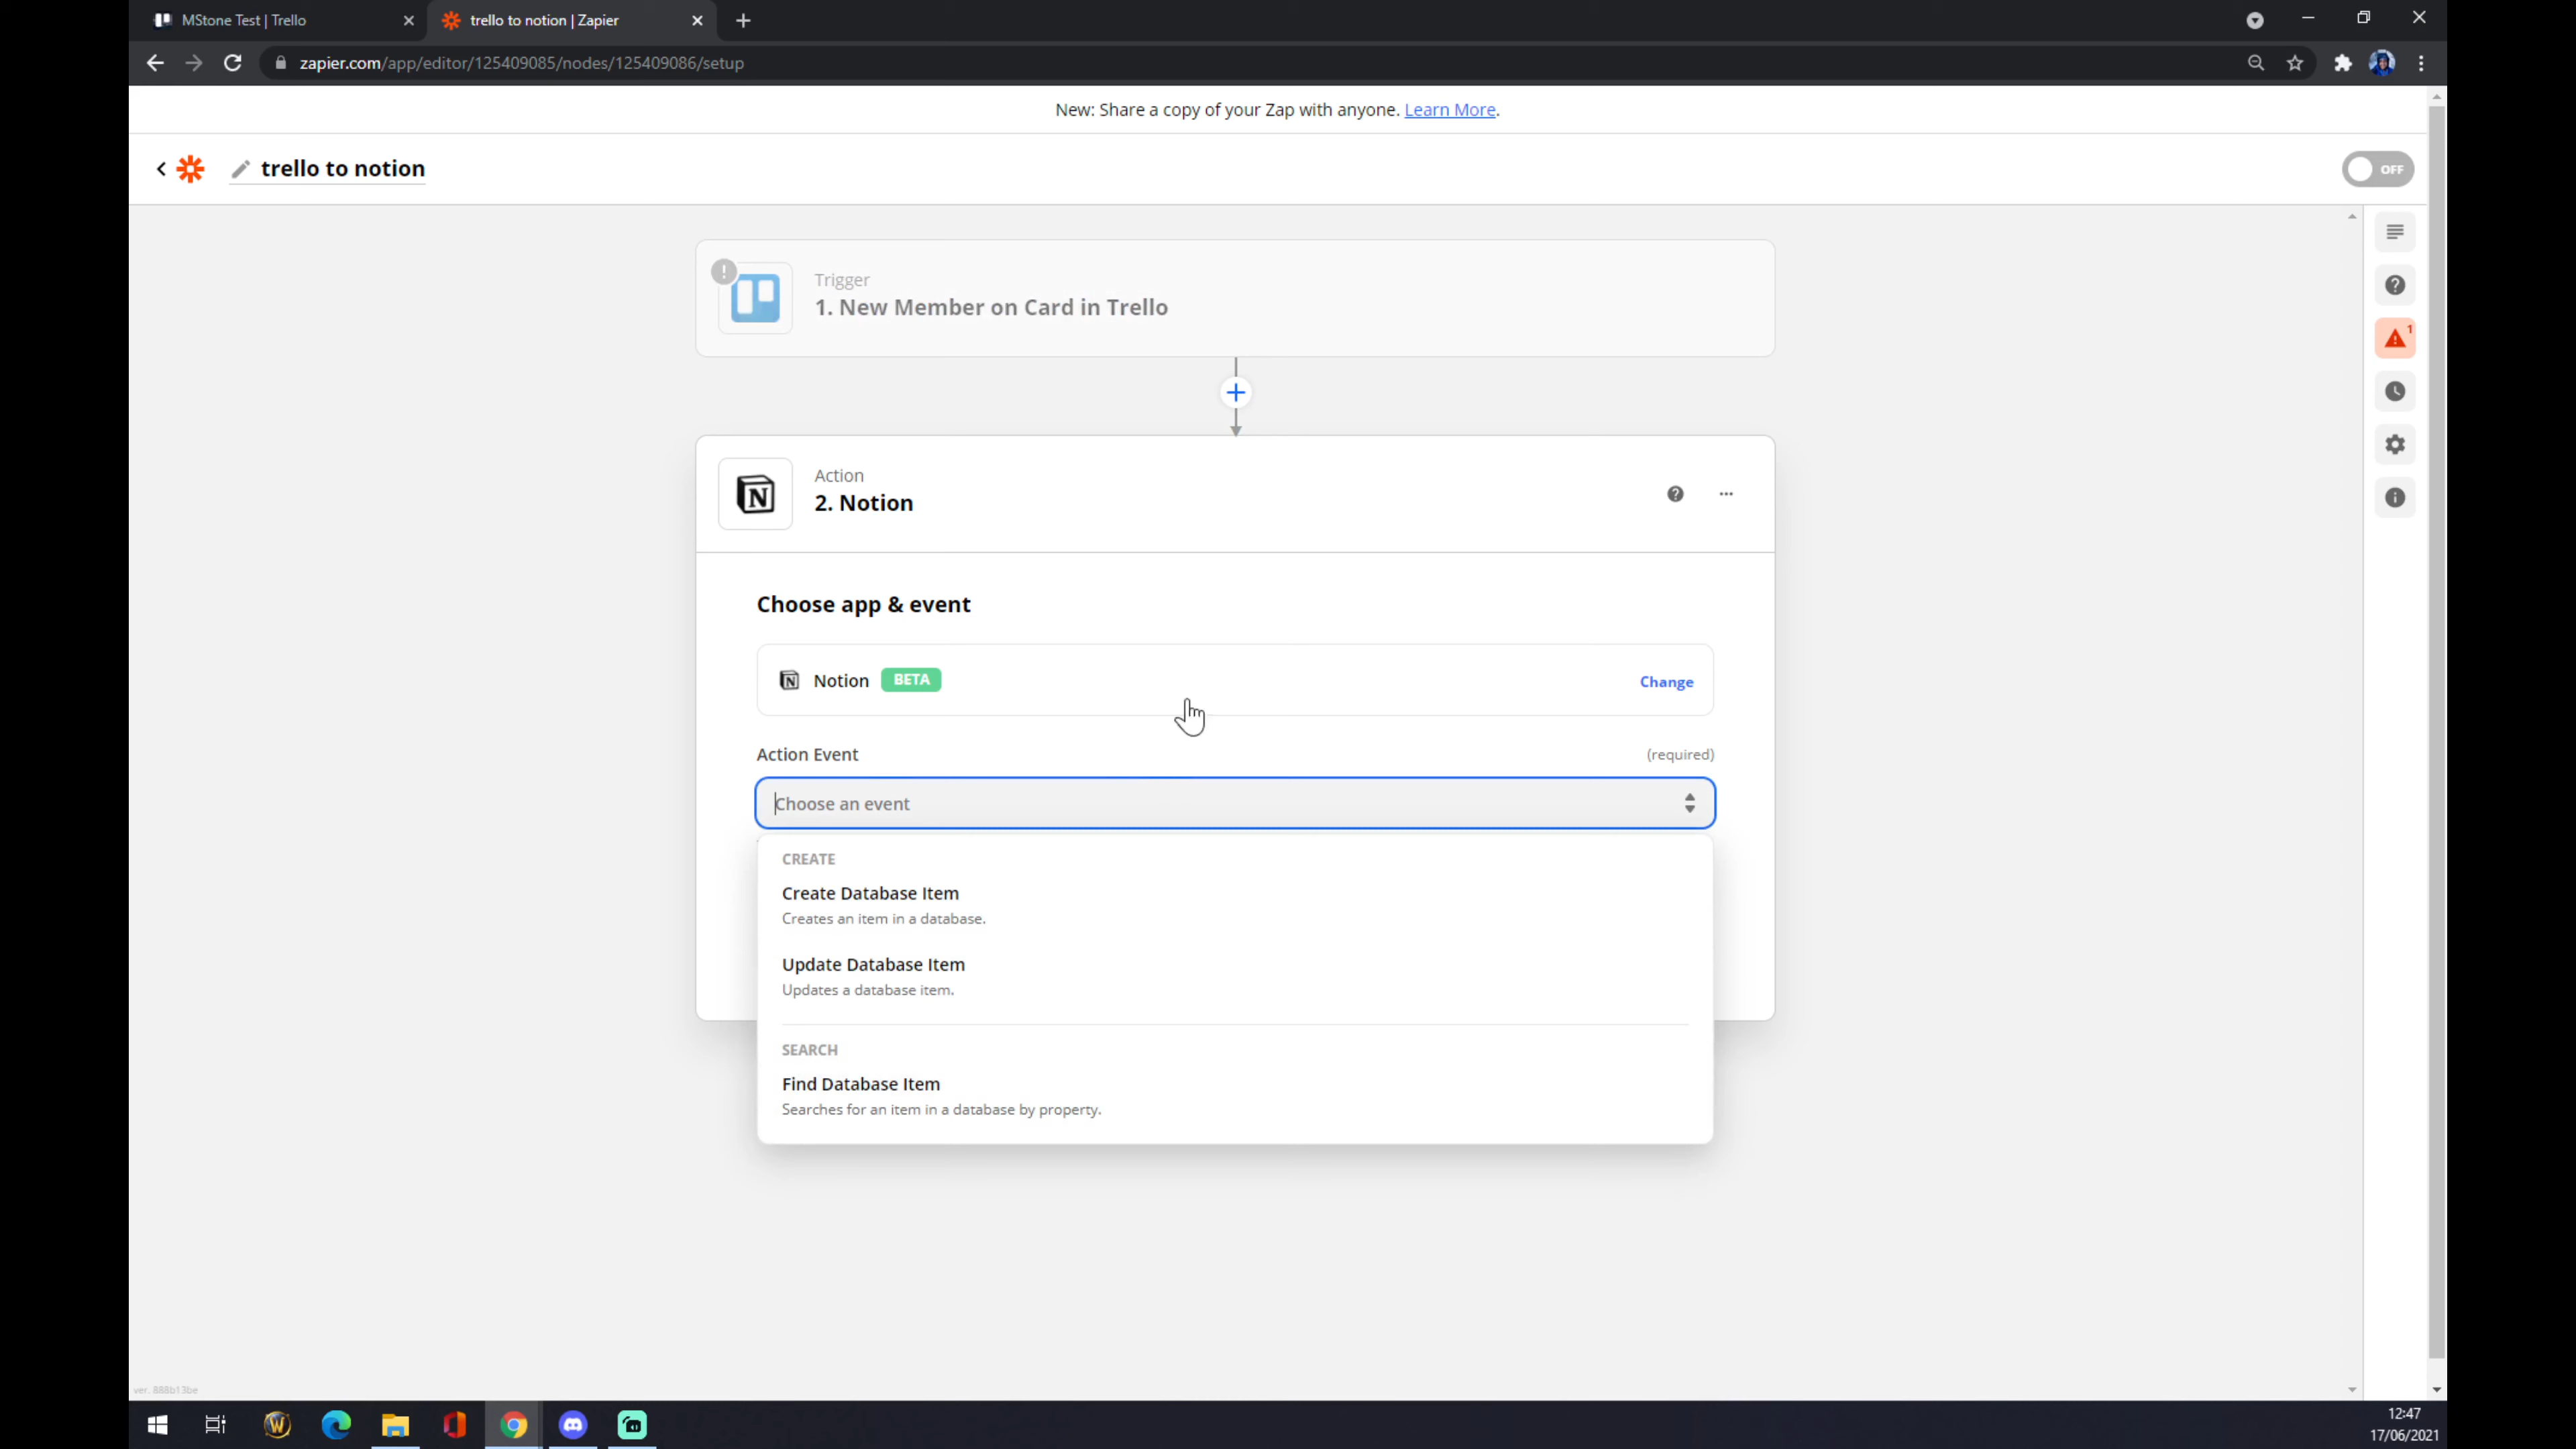 MStone Test | Trello
trello to notion | Zapier
zapier.com/app/editor/125409085/nodes/125409086/setup
New: Share a copy of your Zap with anyone. Learn More.
trello to notion
OFF
Trigger
1. New Member on Card in Trello
1
Action
2. Notion
Choose app & event
Notion BETA
Change
Action Event
(required)
Choose an event
CREATE
Create Database Item
Creates an item in a database.
Update Database Item
Updates a database item.
SEARCH
Find Database Item
Searches for an item in a database by property.
ver. 888b13be
12:47
17/06/2021